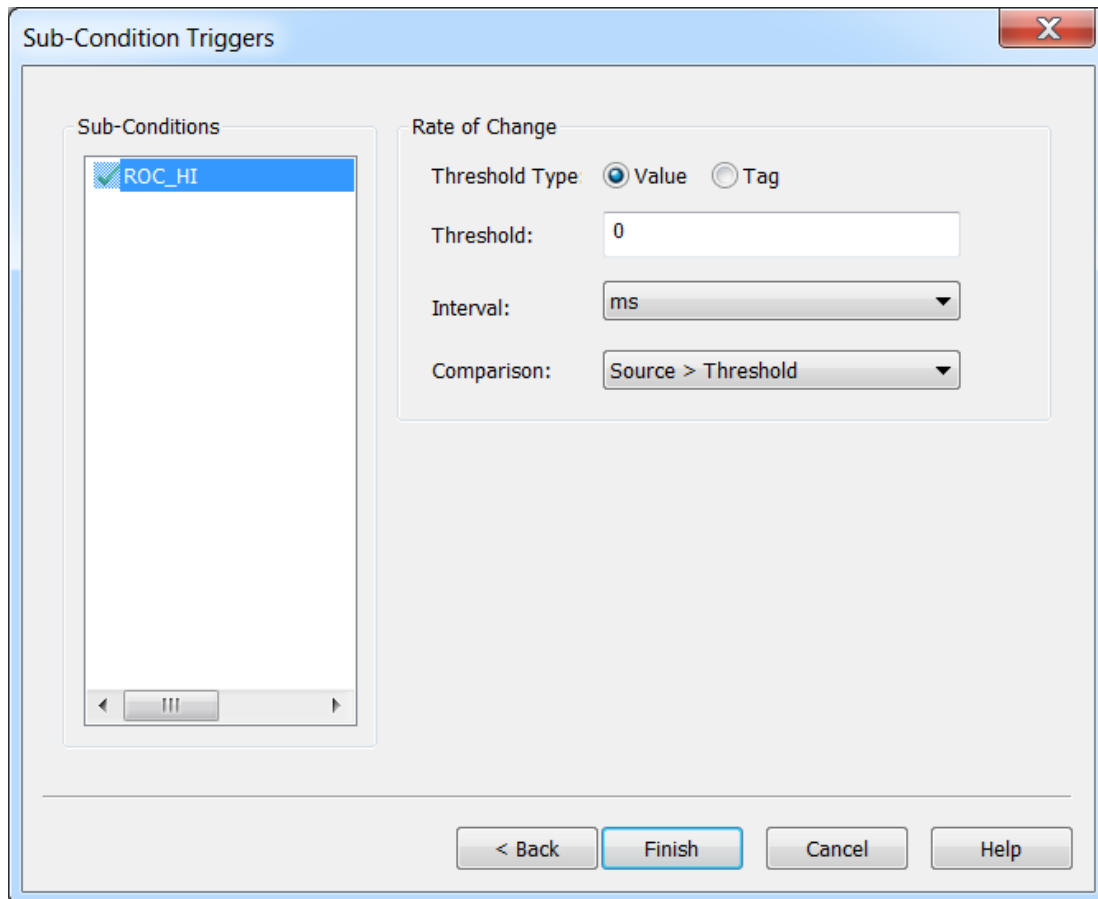 Sub-Condition Triggers
Sub-Conditions
ROC_HI
Rate of Change
Threshold Type: Value Tag
Threshold: 0
Interval: ms
Comparison: Source > Threshold
< Back Finish Cancel Help